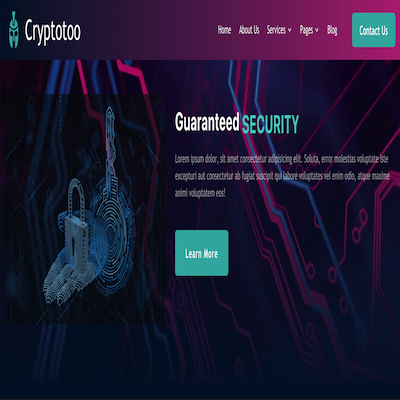 Cryptotoo
Home About Us Services Pages Blog Contact Us
Guaranteed SECURITY
Lorem ipsum dolor, sit amet consectetur adipisicing elit. Soluta, error molestias voluptate iste
excepturi aut consectetur ab fugiat suscipit qui labore voluptates vel enim odio, atque maxime
animi voluptatem eos!
Learn More